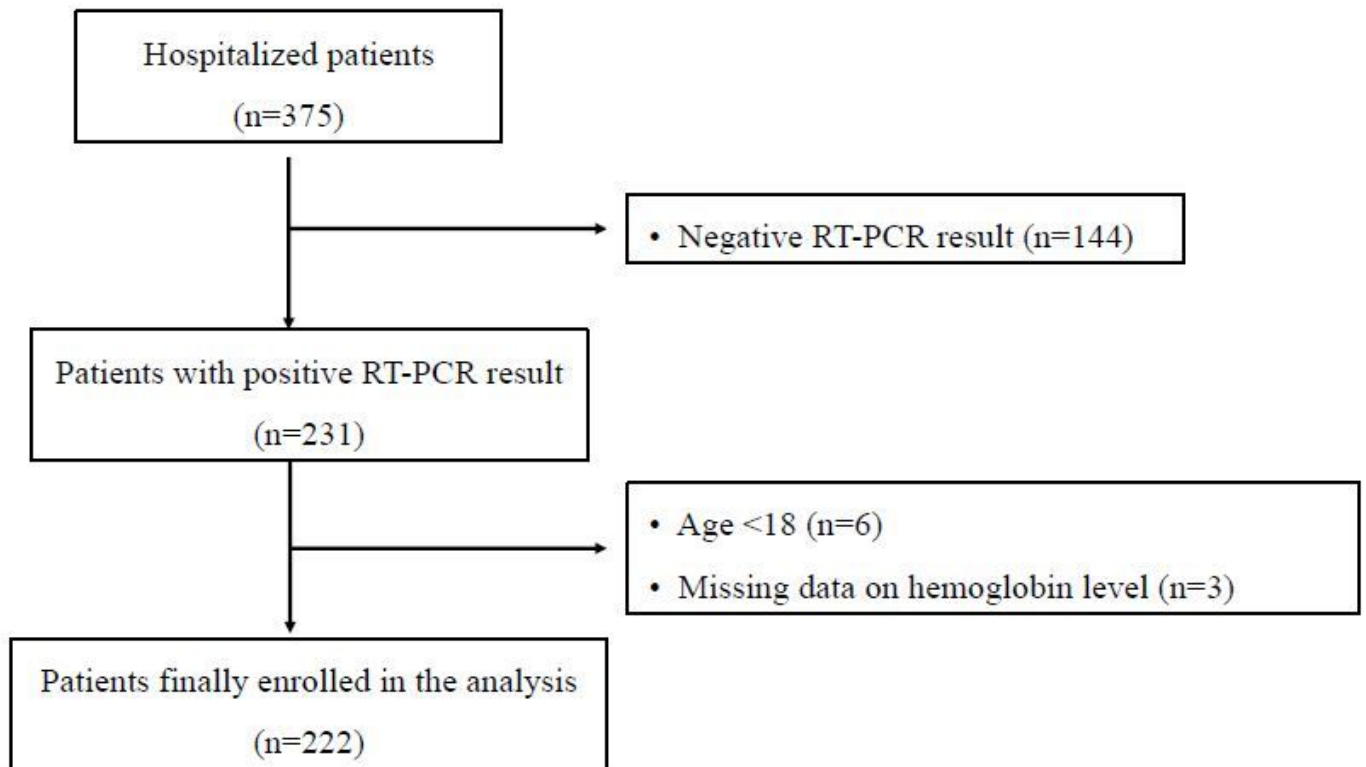 Hospitalized patients
(n=375)
• Negative RT-PCR result (n=144)
Patients with positive RT-PCR result
(n=231)
• Age <18 (n=6)
• Missing data on hemoglobin level (n=3)
Patients finally enrolled in the analysis
(n=222)